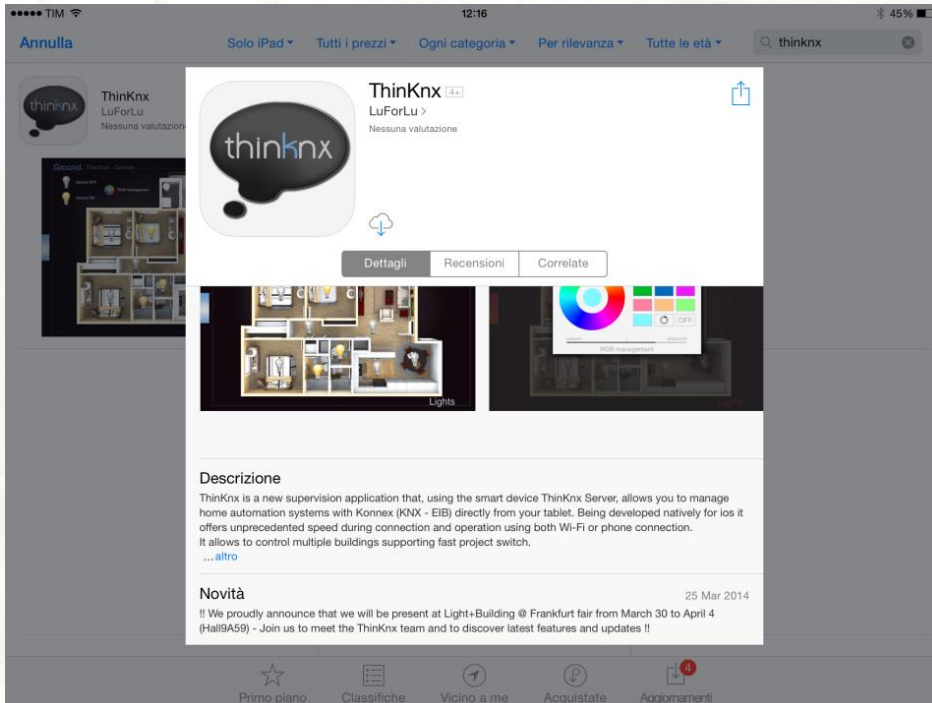 TIM 12:16 45%
Annulla Solo iPad Tutti i prezzi Ogni categoria Per rilevanza Tutte le età thinknx
thinknx
ThinKnx
LuForLu
Nessuna valutazione
Ground
thinknx
ThinKnx 4+
LuForLu >
Nessuna valutazione
Dettagli Recensioni Correlate
Lights
OFF
RGB management
Lights
Descrizione
ThinKnx is a new supervision application that, using the smart device ThinKnx Server, allows you to manage
home automation systems with Konnex (KNX - EIB) directly from your tablet. Being developed natively for ios it
offers unprecedented speed during connection and operation using both Wi-Fi or phone connection.
It allows to control multiple buildings supporting fast project switch.
...altro
Novità 25 Mar 2014
!! We proudly announce that we will be present at Light+Building @ Frankfurt fair from March 30 to April 4
(Hall9A59) - Join us to meet the ThinKnx team and to discover latest features and updates !!
4
Primo piano Classifiche Vicino a me Acquistate Aggiornamenti